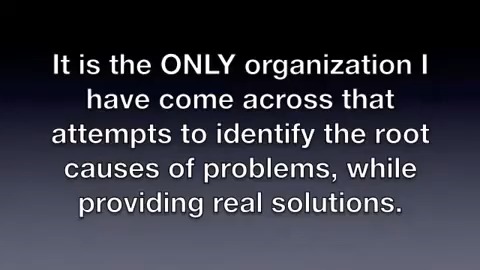 It is the ONLY organization I
have come across that
attempts to identify the root
causes of problems, while
providing real solutions.